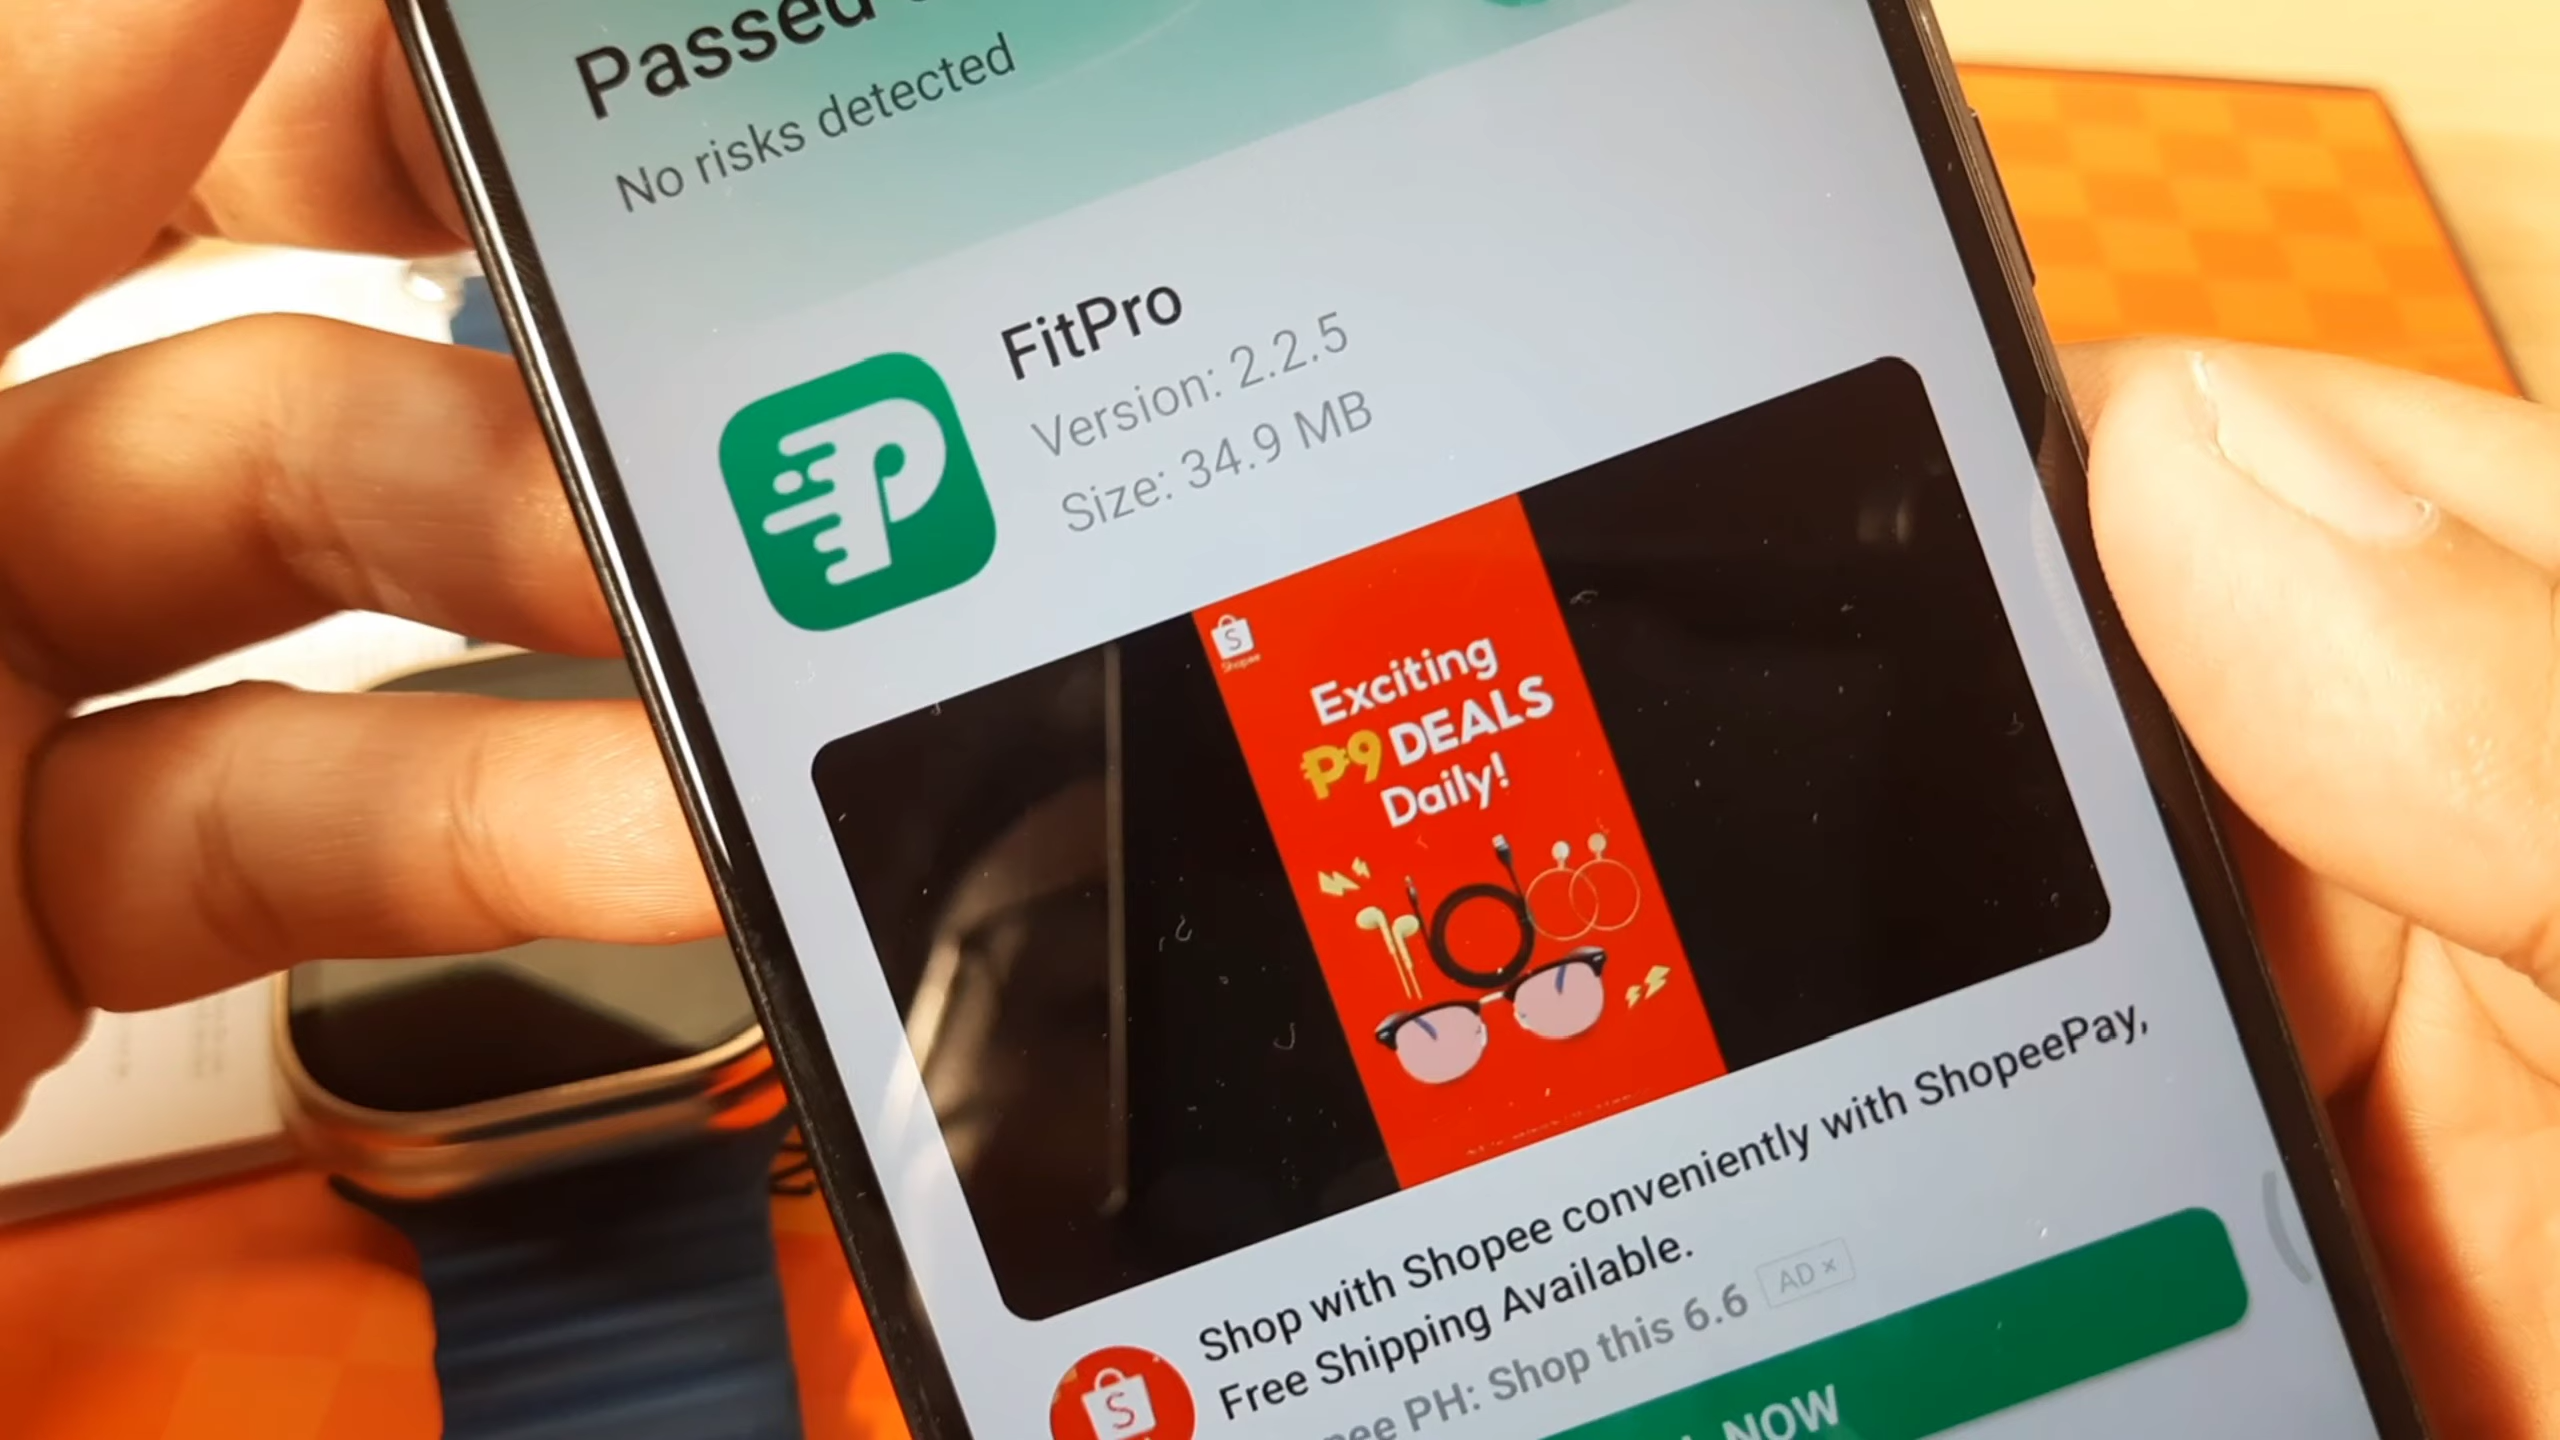 Passed
No risks detected
FitPro
Version: 2.2.5
Size: 34.9 MB
S
Shopee
Exciting
₱9 DEALS
Daily!
Shop with Shopee conveniently with ShopeePay,
Free Shipping Available.
PH: Shop this 6.6 AD ×
S
NOW